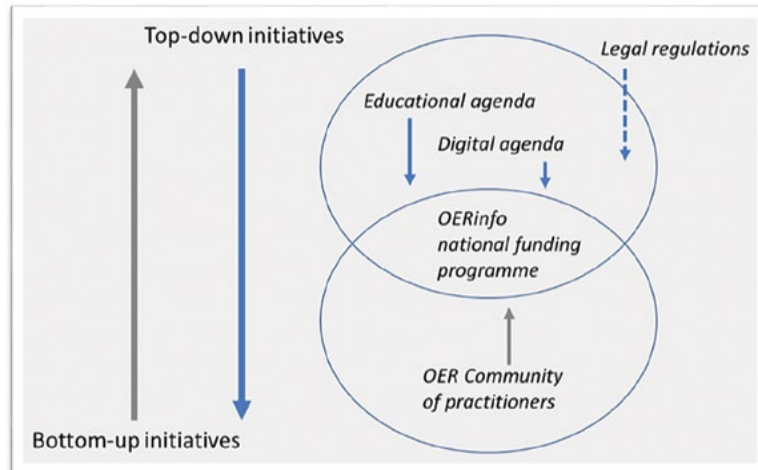 Top-down initiatives
Legal regulations
Educational agenda
Digital agenda
OERinfo
national funding
programme
OER Community
of practitioners
Bottom-up initiatives